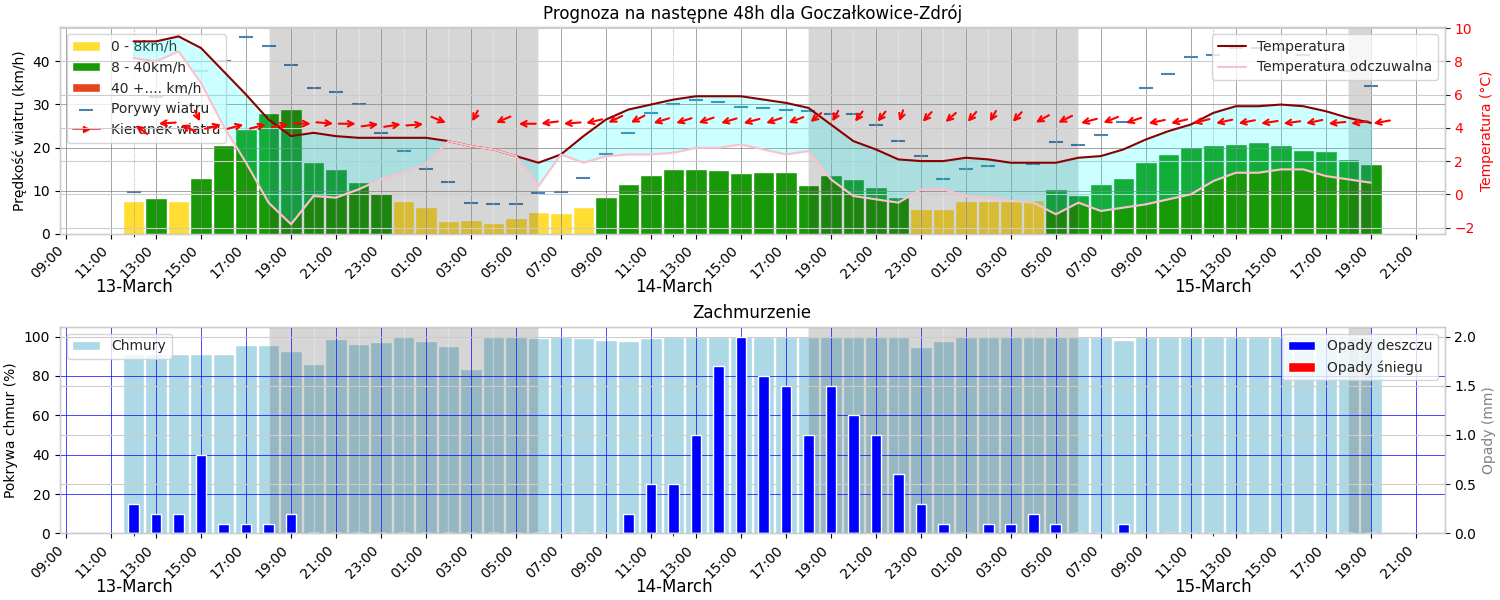 Prognoza na następne 48h dla Goczałkowice-Zdrój
Prędkość wiatru (km/h)
0
10
20
30
40
0 - 8km/h
8 - 40km/h
40 +.... km/h
Porywy wiatru
Kierunek wiatru
Temperatura
Temperatura odczuwalna
10
8
6
4
2
0
−2
Temperatura (°C)
09:00 11:00 13:00 15:00 17:00 19:00 21:00 23:00 01:00 03:00 05:00 07:00 09:00 11:00 13:00 15:00 17:00 19:00 21:00 23:00 01:00 03:00 05:00 07:00 09:00 11:00 13:00 15:00 17:00 19:00 21:00
13-March 14-March 15-March
Zachmurzenie
Pokrywa chmur (%)
100
80
60
40
20
0
Chmury
Opady deszczu
Opady śniegu
2.0
1.5
1.0
0.5
0.0
Opady (mm)
09:00 11:00 13:00 15:00 17:00 19:00 21:00 23:00 01:00 03:00 05:00 07:00 09:00 11:00 13:00 15:00 17:00 19:00 21:00 23:00 01:00 03:00 05:00 07:00 09:00 11:00 13:00 15:00 17:00 19:00 21:00
13-March 14-March 15-March